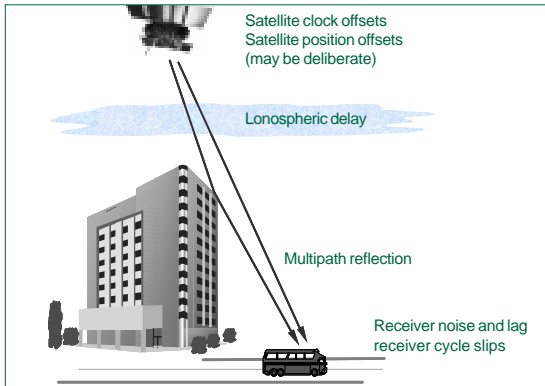 Satellite clock offsets
Satellite position offsets
(may be deliberate)
Lonospheric delay
Multipath reflection
Receiver noise and lag
receiver cycle slips